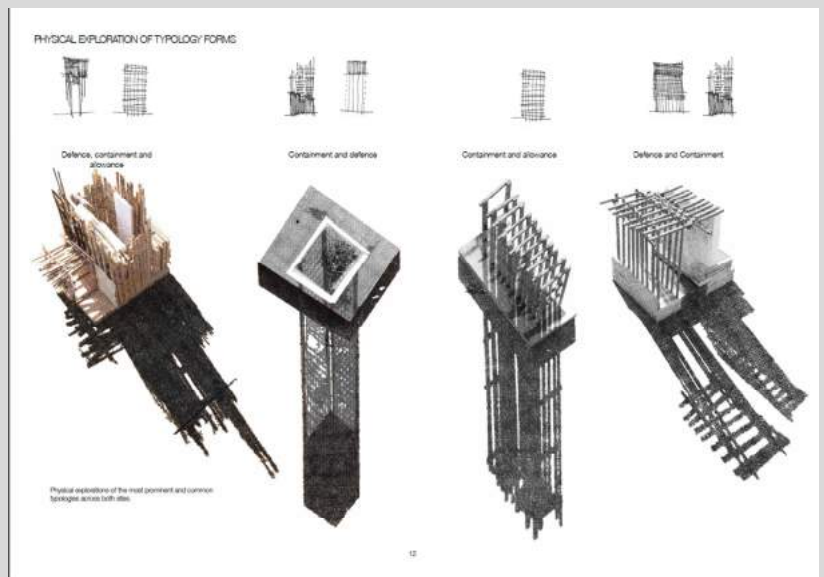 PHYSICAL EXPLORATION OF TYPOLOGY FORMS
Defence, containment and
allowance
Containment and defence
Containment and allowance
Defence and Containment
Physical explorations of the most prominent and common
typologies across both sites.
12